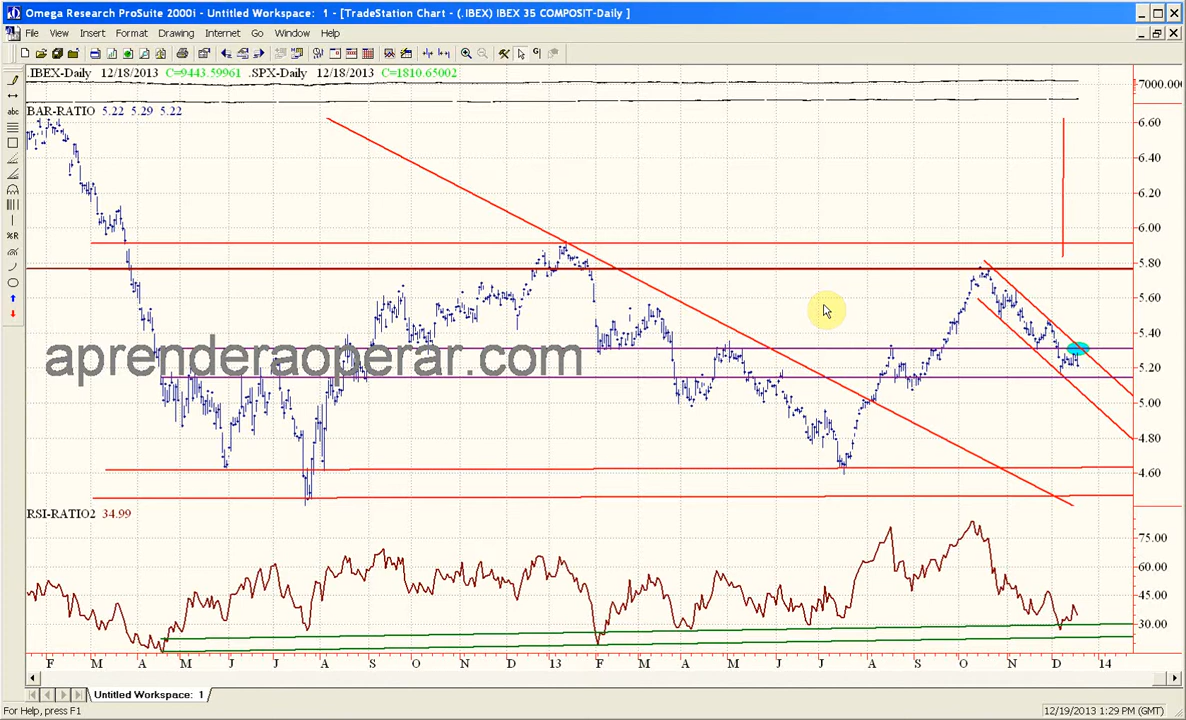 Omega Research ProSuite 2000i - Untitled Workspace: 1 - [TradeStation Chart - (.IBEX) IBEX 35 COMPOSIT-Daily ]
File View Insert Format Drawing Internet Go Window Help
.IBEX-Daily 12/18/2013 C=9443.59961 .SPX-Daily 12/18/2013 C=1810.65002
7000.00
BAR-RATIO 5.22 5.29 5.22
6.60
6.40
6.20
6.00
5.80
5.60
5.40
aprenderaoperar.com
5.20
5.00
4.80
4.60
RSI-RATIO2 34.99
75.00
60.00
45.00
30.00
F M A M J J A S O N D 13 F M A M J J A S O N D 14
Untitled Workspace: 1
For Help, press F1
12/19/2013 1:29 PM (GMT)